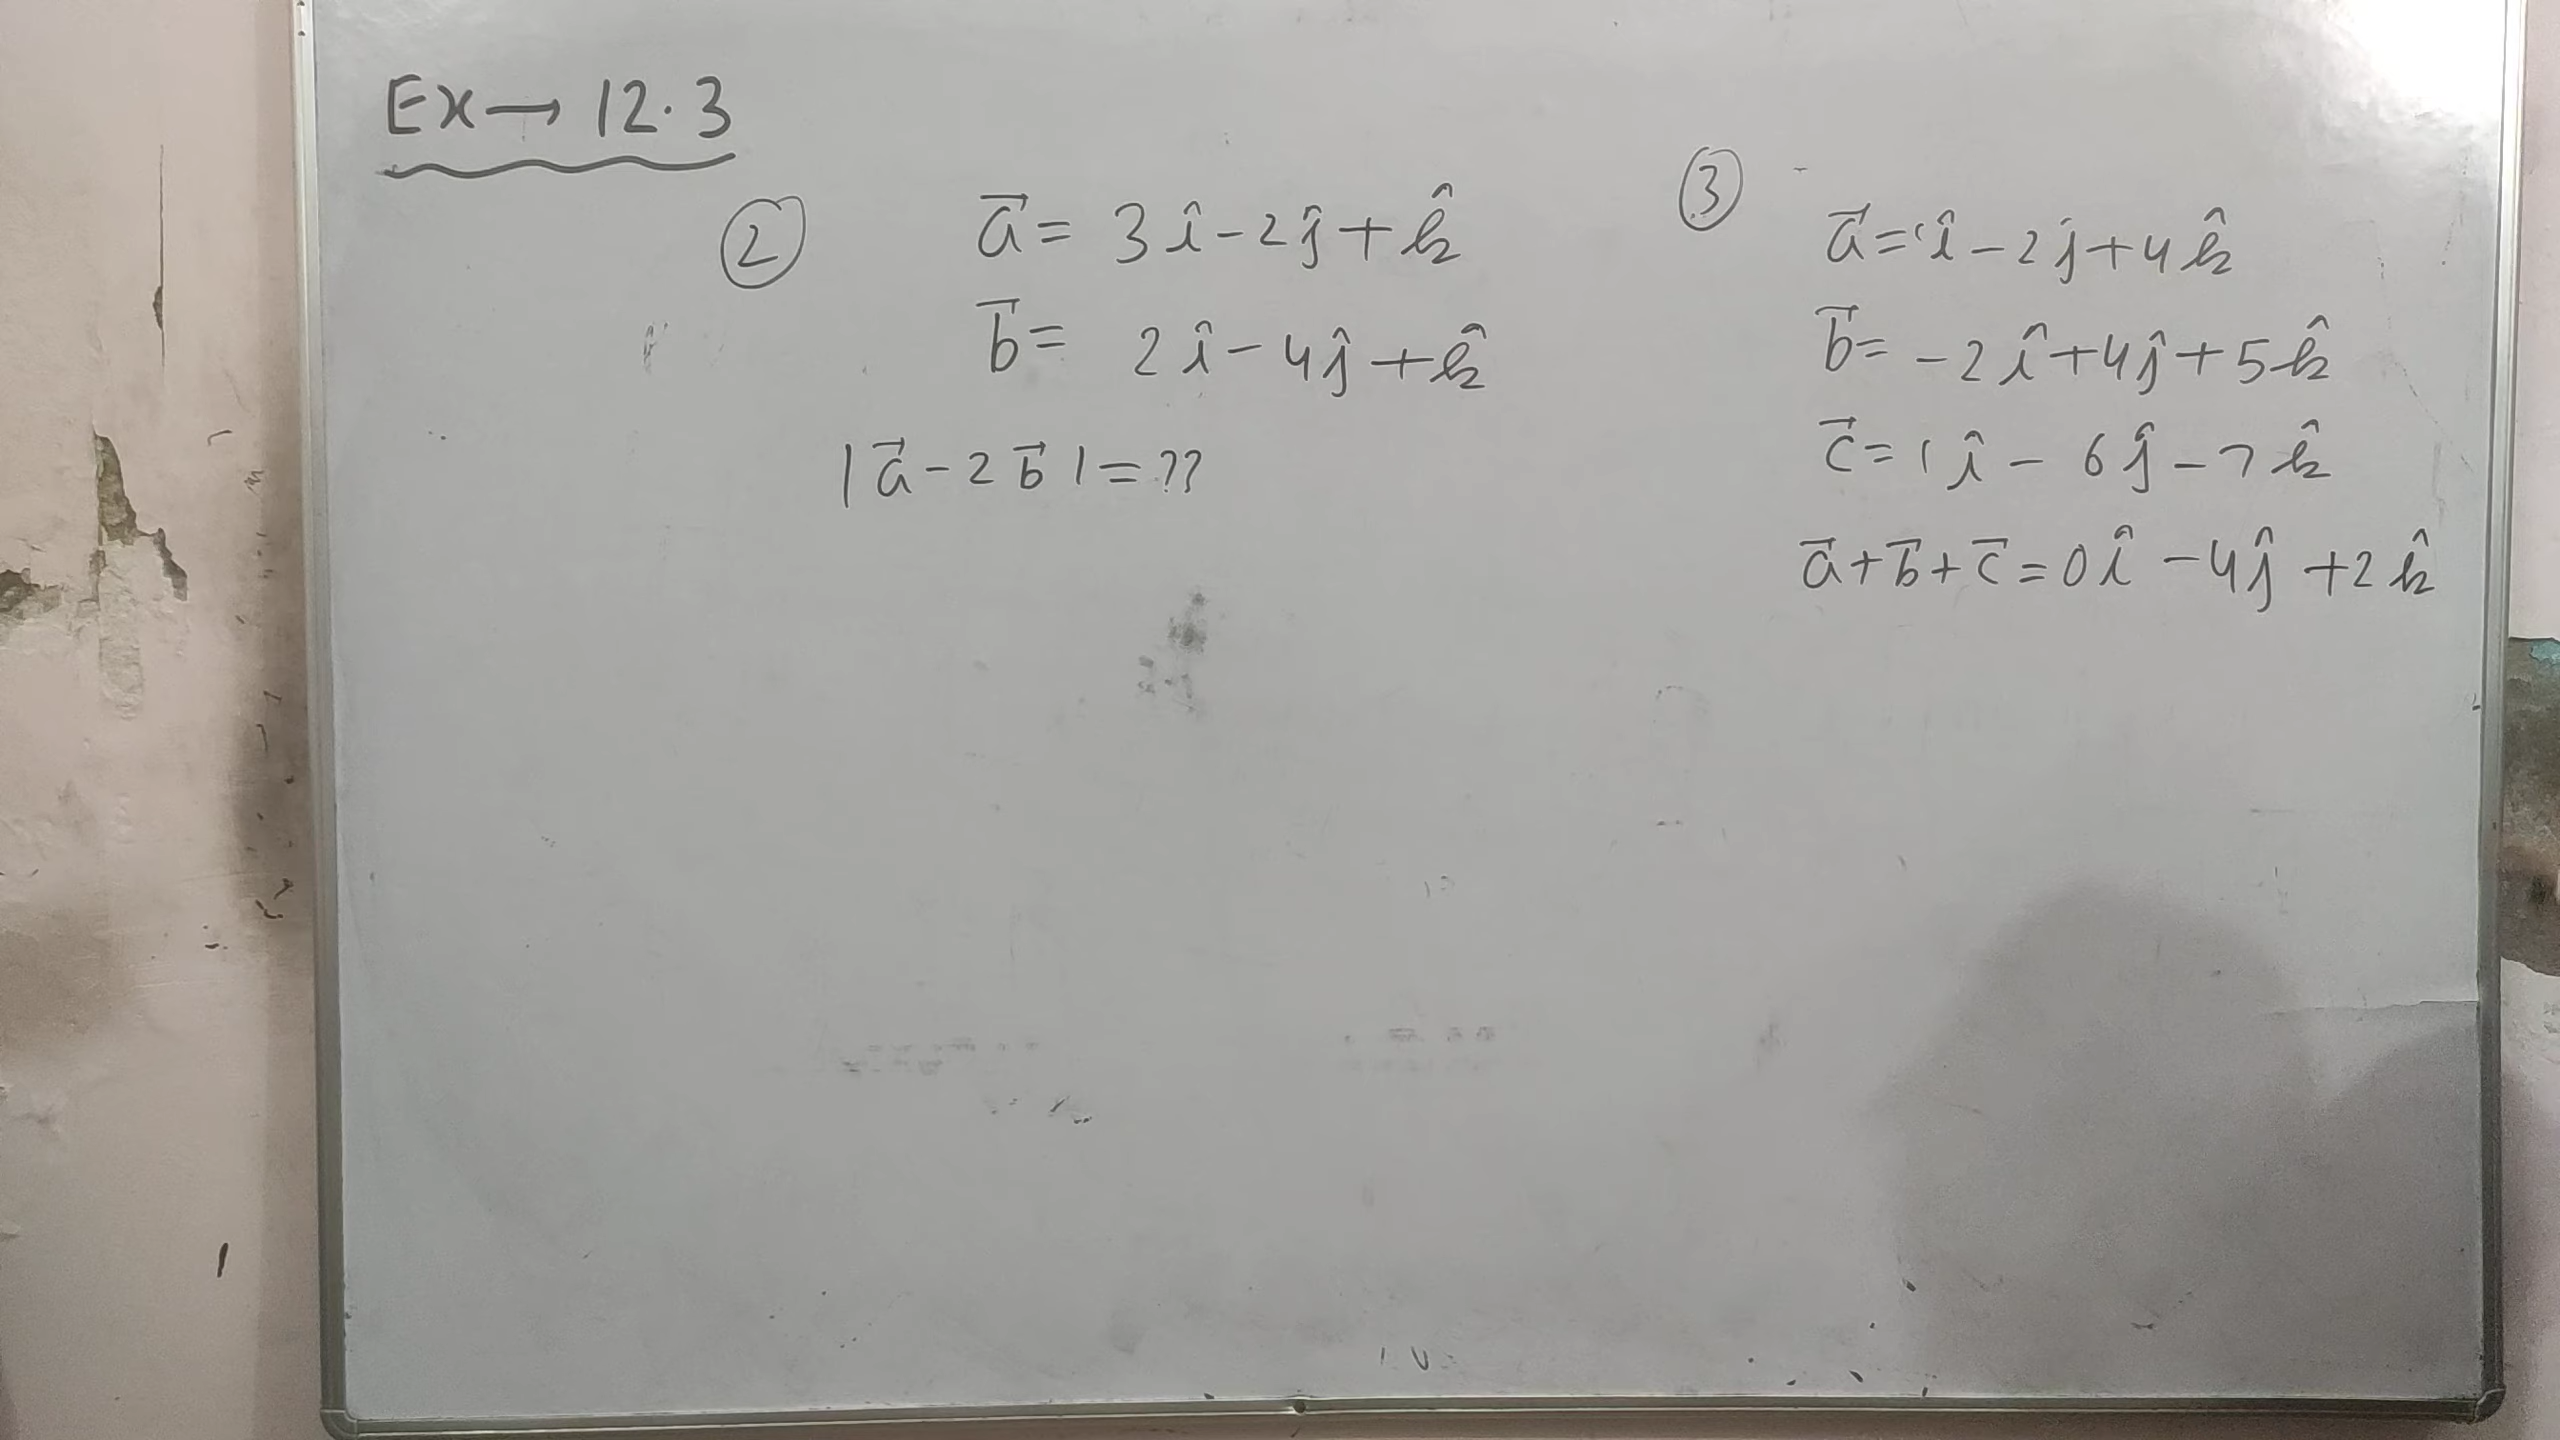 Ex→ 12.3
② a⃗ = 3î - 2ĵ + k̂
b⃗ = 2î - 4ĵ + k̂
|a⃗ - 2b⃗| = ??
③ a⃗ = 1î - 2ĵ + 4k̂
b⃗ = -2î + 4ĵ + 5k̂
c⃗ = 1î - 6ĵ - 7k̂
a⃗ + b⃗ + c⃗ = 0î - 4ĵ + 2k̂